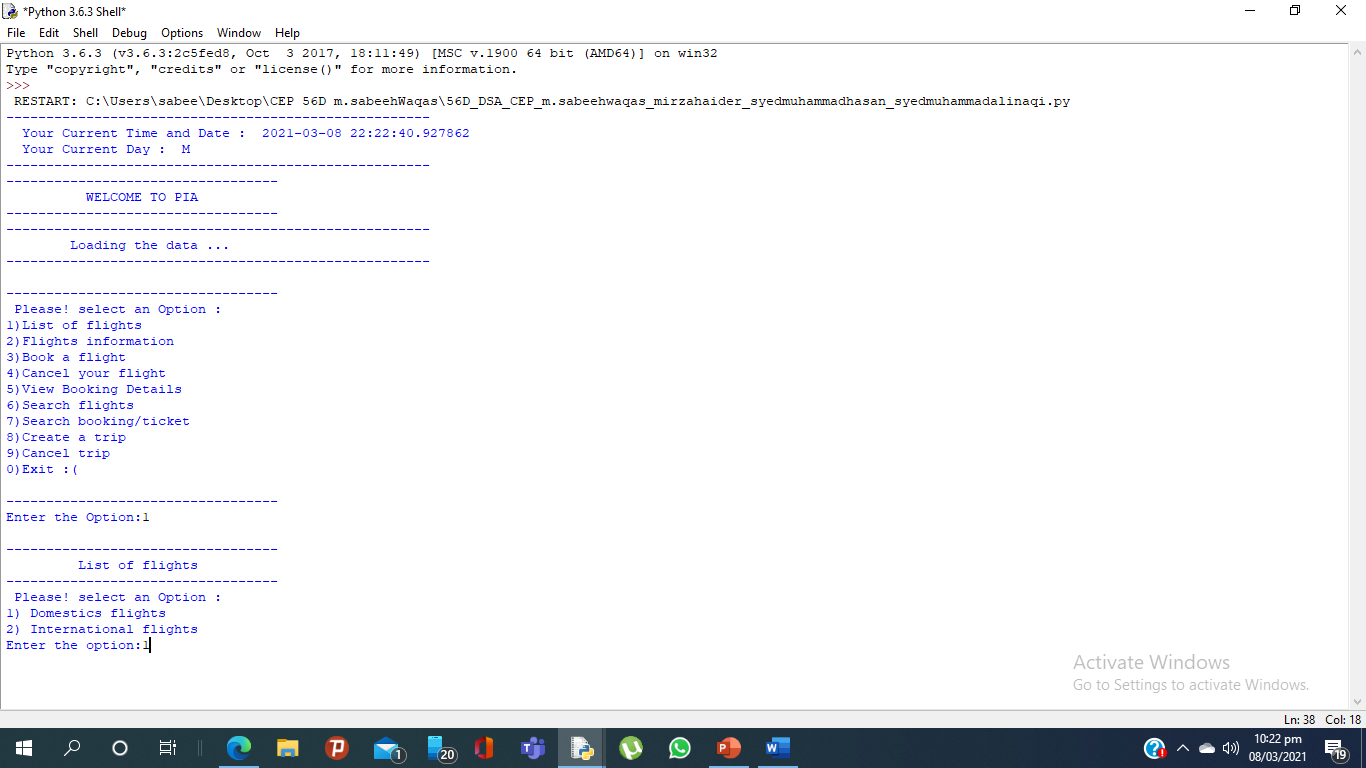 *Python 3.6.3 Shell*
File Edit Shell Debug Options Window Help
Python 3.6.3 (v3.6.3:2c5fed8, Oct  3 2017, 18:11:49) [MSC v.1900 64 bit (AMD64)] on win32
Type "copyright", "credits" or "license()" for more information.
>>>
 RESTART: C:\Users\sabee\Desktop\CEP 56D m.sabeehWaqas\56D_DSA_CEP_m.sabeehwaqas_mirzahaider_syedmuhammadhasan_syedmuhammadalinaqi.py
-----------------------------------------------------
  Your Current Time and Date :  2021-03-08 22:22:40.927862
  Your Current Day :  M
-----------------------------------------------------
----------------------------------
          WELCOME TO PIA
----------------------------------
-----------------------------------------------------
        Loading the data ...
-----------------------------------------------------
----------------------------------
 Please! select an Option :
1)List of flights
2)Flights information
3)Book a flight
4)Cancel your flight
5)View Booking Details
6)Search flights
7)Search booking/ticket
8)Create a trip
9)Cancel trip
0)Exit :(
----------------------------------
Enter the Option:1
----------------------------------
         List of flights
----------------------------------
 Please! select an Option :
1) Domestics flights
2) International flights
Enter the option:1
Activate Windows
Go to Settings to activate Windows.
Ln: 38 Col: 18
1
20
10:22 pm
08/03/2021
19